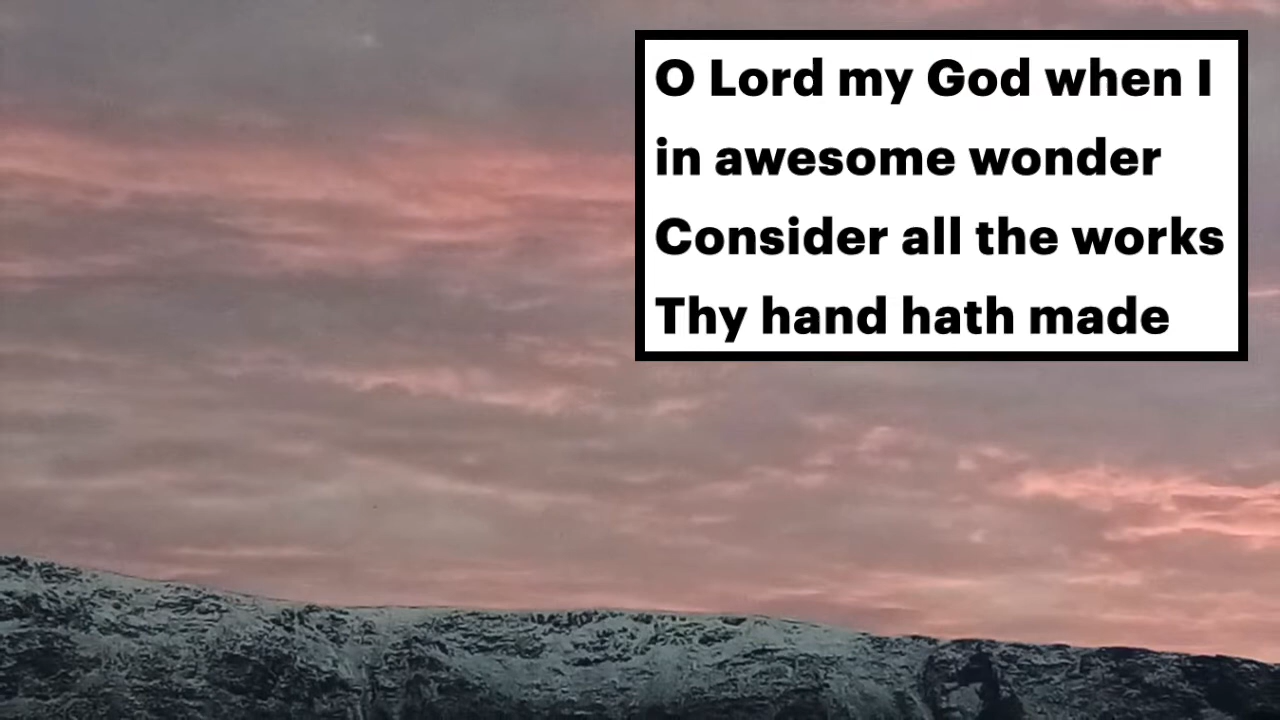 O Lord my God when I
in awesome wonder
Consider all the works
Thy hand hath made